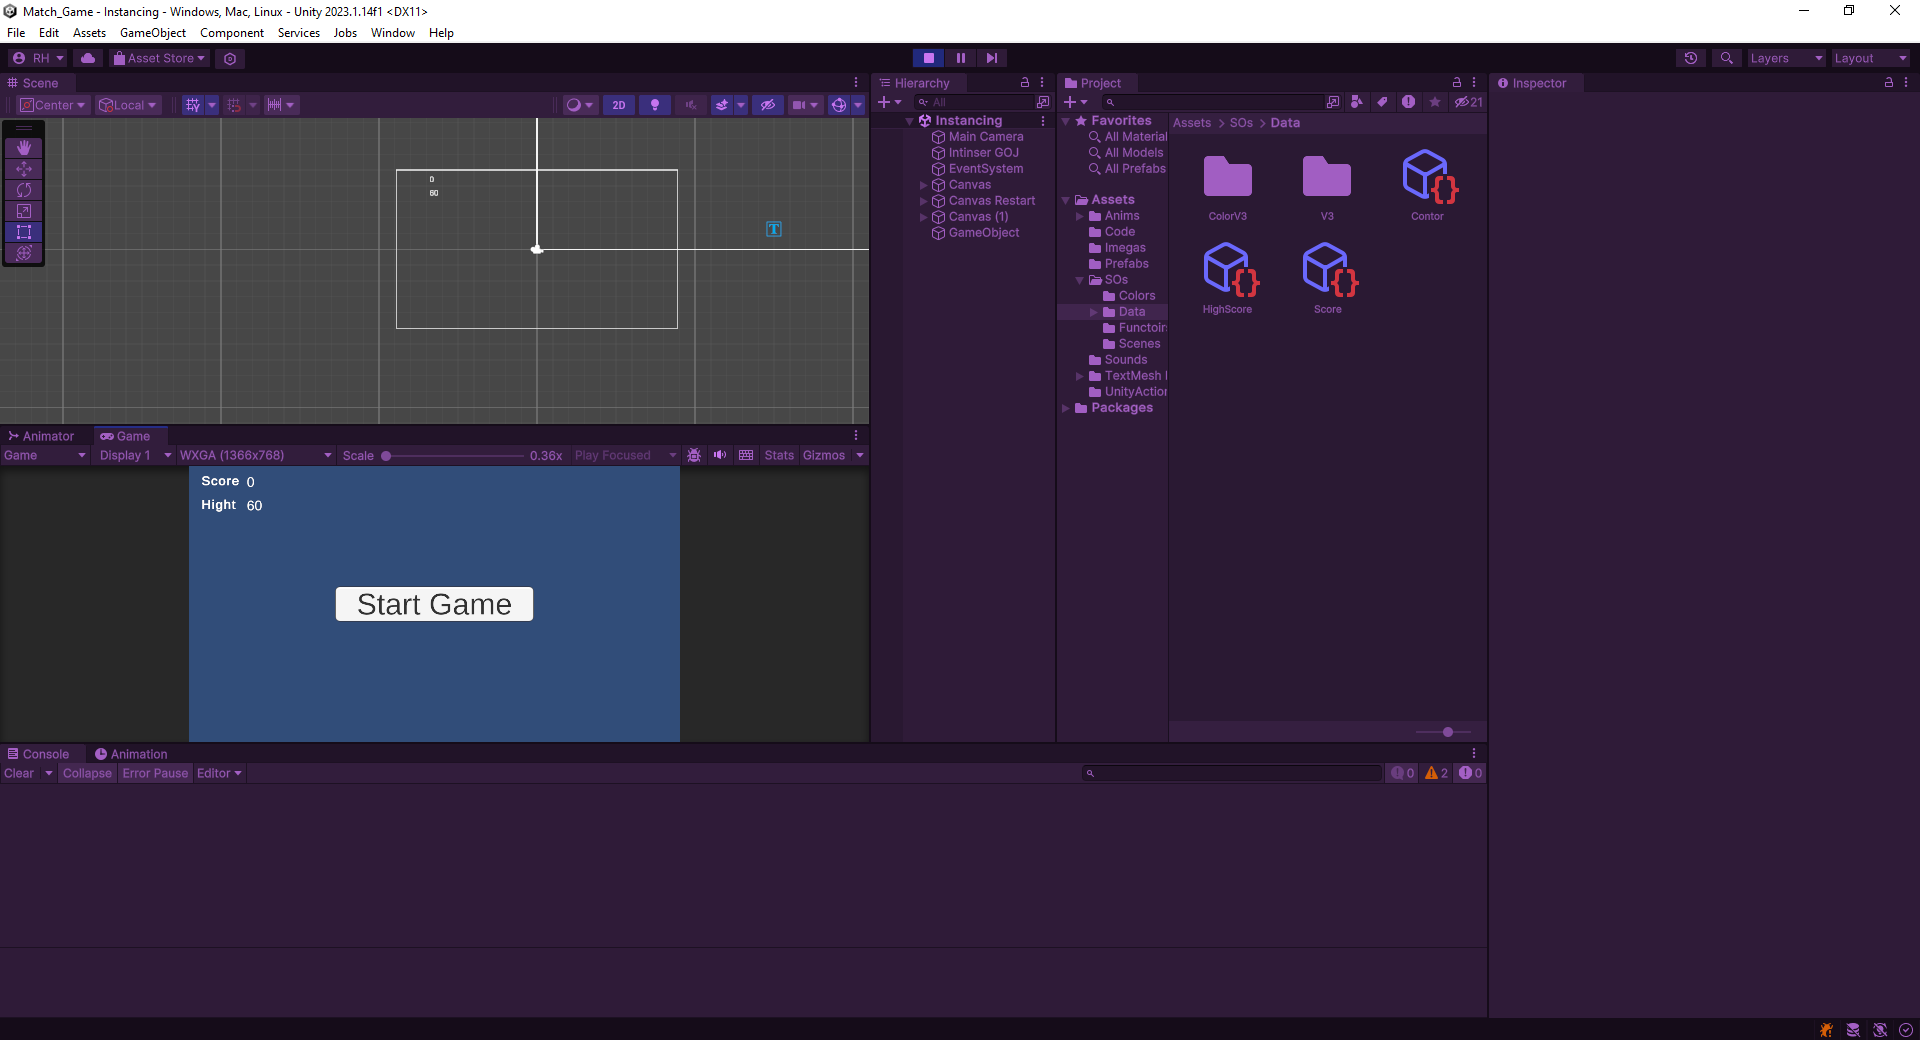 Match_Game - Instancing - Windows, Mac, Linux - Unity 2023.1.14f1 <DX11>
File Edit Assets GameObject Component Services Jobs Window Help
RH Asset Store Layers Layout
Scene
Center Local 2D
0
60
T
Animator Game
Game Display 1 WXGA (1366x768) Scale 0.36x Play Focused Stats Gizmos
Score 0
Hight 60
Start Game
Hierarchy
All
Instancing
Main Camera
Intinser GOJ
EventSystem
Canvas
Canvas Restart
Canvas (1)
GameObject
Project
21
Favorites
All Material
All Models
All Prefabs
Assets
Anims
Code
Imegas
Prefabs
SOs
Colors
Data
Functoir
Scenes
Sounds
TextMesh
UnityAction
Packages
Assets > SOs > Data
ColorV3 V3 Contor
HighScore Score
Inspector
Console Animation
Clear Collapse Error Pause Editor 0 2 0